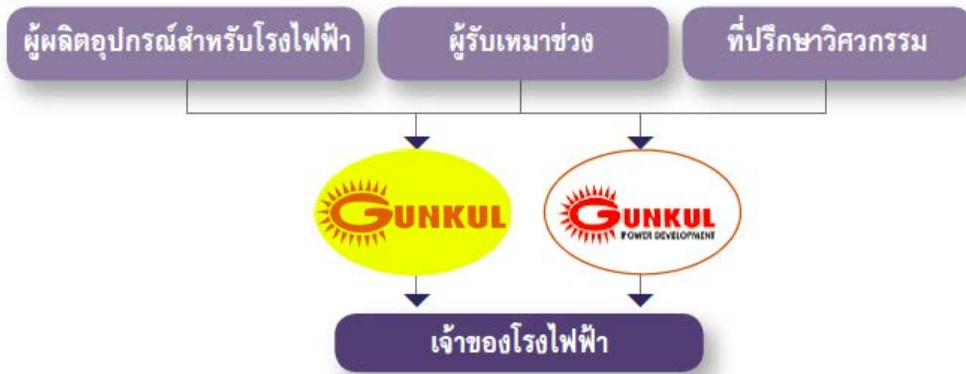 ผู้ผลิตอุปกรณ์สำหรับโรงไฟฟ้า
ผู้รับเหมาช่วง
ที่ปรึกษาวิศวกรรม
GUNKUL
GUNKUL
POWER DEVELOPMENT
เจ้าของโรงไฟฟ้า